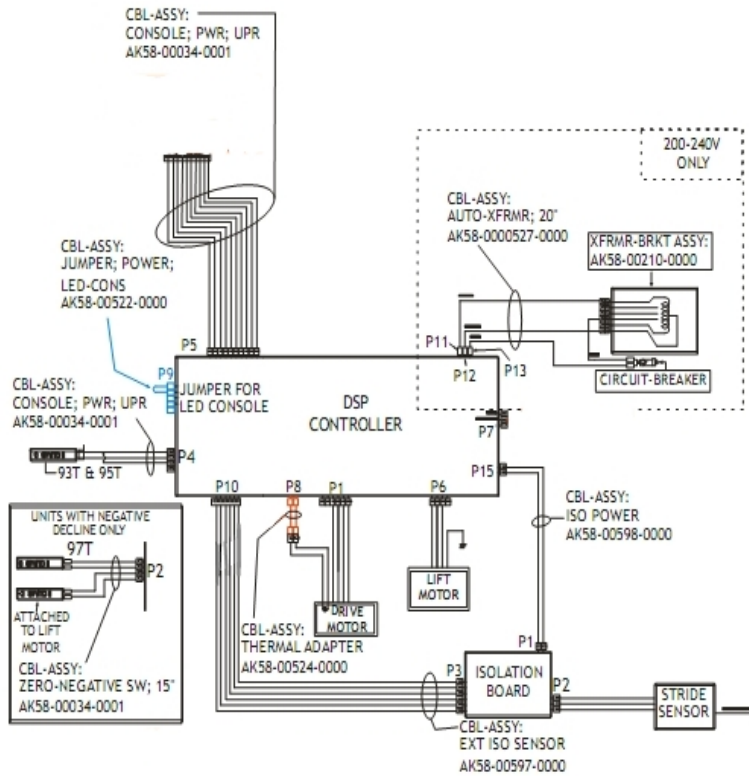 CBL-ASSY:
CONSOLE; PWR; UPR
AK58-00034-0001
200-240V
ONLY
CBL-ASSY:
AUTO-XFRMR; 20"
AK58-0000527-0000
XFRMR-BRKT ASSY:
AK58-00210-0000
CBL-ASSY:
JUMPER; POWER;
LED-CONS
AK58-00522-0000
P5
P11
P12
P13
CIRCUIT-BREAKER
P9
JUMPER FOR
LED CONSOLE
DSP
CONTROLLER
P7
CBL-ASSY:
CONSOLE; PWR; UPR
AK58-00034-0001
P4
93T & 95T
P15
P10
P8
P1
P6
CBL-ASSY:
ISO POWER
AK58-00598-0000
UNITS WITH NEGATIVE
DECLINE ONLY
97T
P2
ATTACHED
TO LIFT
MOTOR
CBL-ASSY:
ZERO-NEGATIVE SW; 15"
AK58-00034-0001
LIFT
MOTOR
DRIVE
MOTOR
CBL-ASSY:
THERMAL ADAPTER
AK58-00524-0000
P1
P3
ISOLATION
BOARD
P2
STRIDE
SENSOR
CBL-ASSY:
EXT ISO SENSOR
AK58-00597-0000